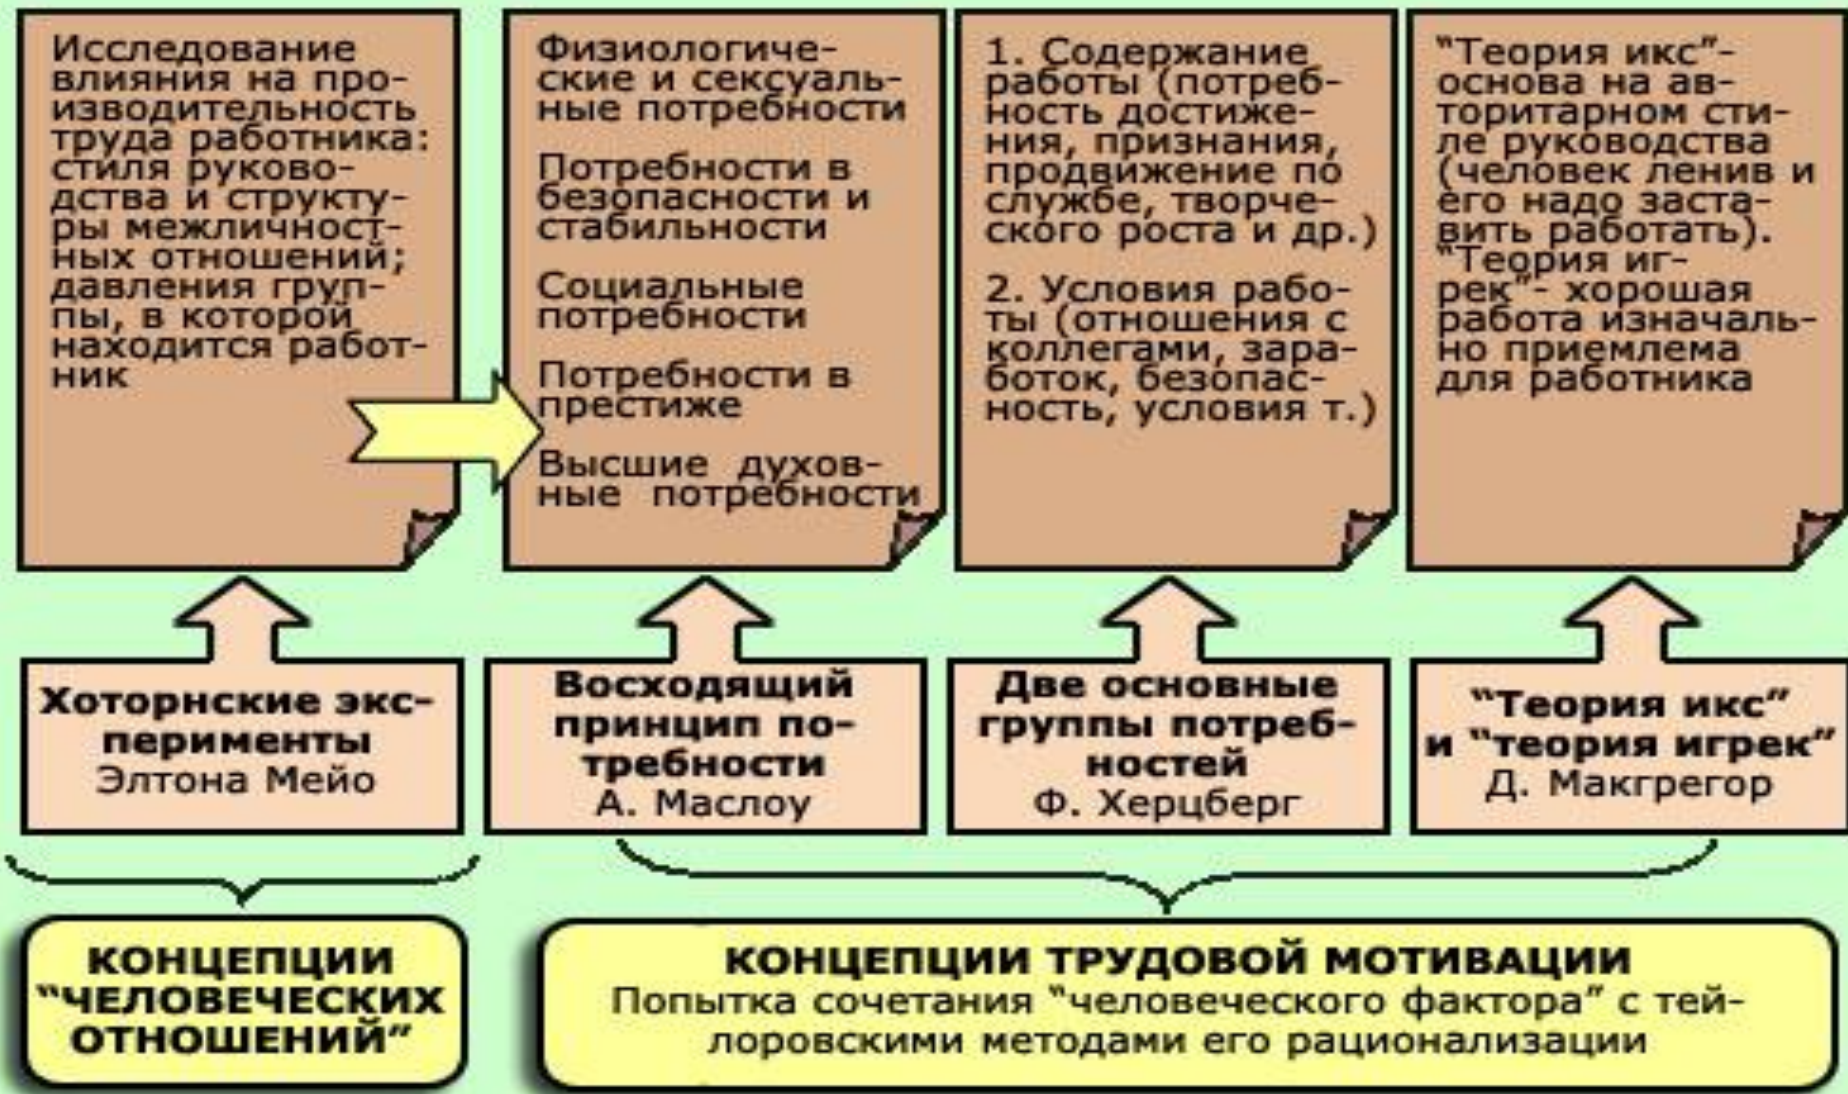 Исследование
влияния на про-
изводительность
труда работника:
стиля руково-
дства и структу-
ры межличност-
ных отношений;
давления груп-
пы, в которой
находится работ-
ник
Физиологиче-
ские и сексуаль-
ные потребности
Потребности в
безопасности и
стабильности
Социальные
потребности
Потребности в
престиже
Высшие духов-
ные потребности
1. Содержание
работы (потреб-
ность достиже-
ния, признания,
продвижение по
службе, творче-
ского роста и др.)
2. Условия рабо-
ты (отношения с
коллегами, зара-
боток, безопас-
ность, условия т.)
"Теория икс"-
основа на ав-
торитарном сти-
ле руководства
(человек ленив и
его надо заста-
вить работать).
"Теория иг-
рек"- хорошая
работа изначаль-
но приемлема
для работника
Хоторнские экс-
перименты
Элтона Мейо
Восходящий
принцип по-
требности
А. Маслоу
Две основные
группы потреб-
ностей
Ф. Херцберг
"Теория икс"
и "теория игрек"
Д. Макгрегор
КОНЦЕПЦИИ
"ЧЕЛОВЕЧЕСКИХ
ОТНОШЕНИЙ"
КОНЦЕПЦИИ ТРУДОВОЙ МОТИВАЦИИ
Попытка сочетания "человеческого фактора" с тей-
лоровскими методами его рационализации